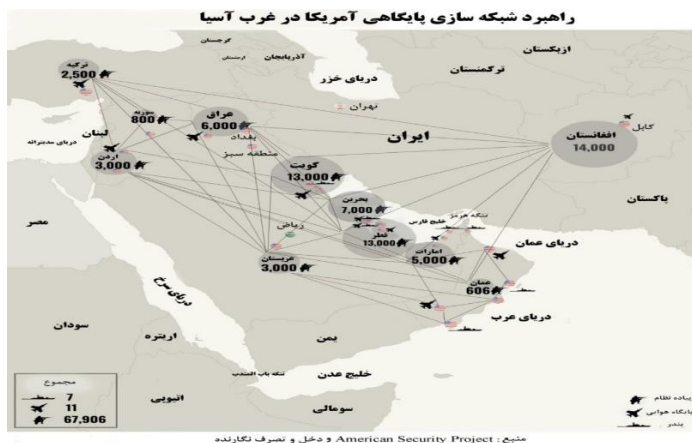 راهبرد شبکه سازی پایگاهی آمریکا در غرب آسیا
گرجستان
ازبکستان
ارمنستان
آذربایجان
ترکمنستان
دریای خزر
ترکیه
2,500
سوریه
800
عراق
6,000
تهران
ایران
افغانستان
14,000
کابل
لبنان
دریای مدیترانه
بغداد
منطقه سبز
اردن
3,000
کویت
13,000
پاکستان
مصر
بحرین
7,000
تنگه هرمز
خلیج فارس
ریاض
قطر
13,000
امارات
5,000
دریای عمان
عربستان
3,000
عمان
606
دریای سرخ
دریای عرب
سودان
اریتره
یمن
خلیج عدن
تنگه باب المندب
اتیوپی
سومالی
مجموع
7
11
67,906
پیاده نظام
پایگاه هوایی
بندر
منبع: American Security Project و دخل و تصرف نگارنده